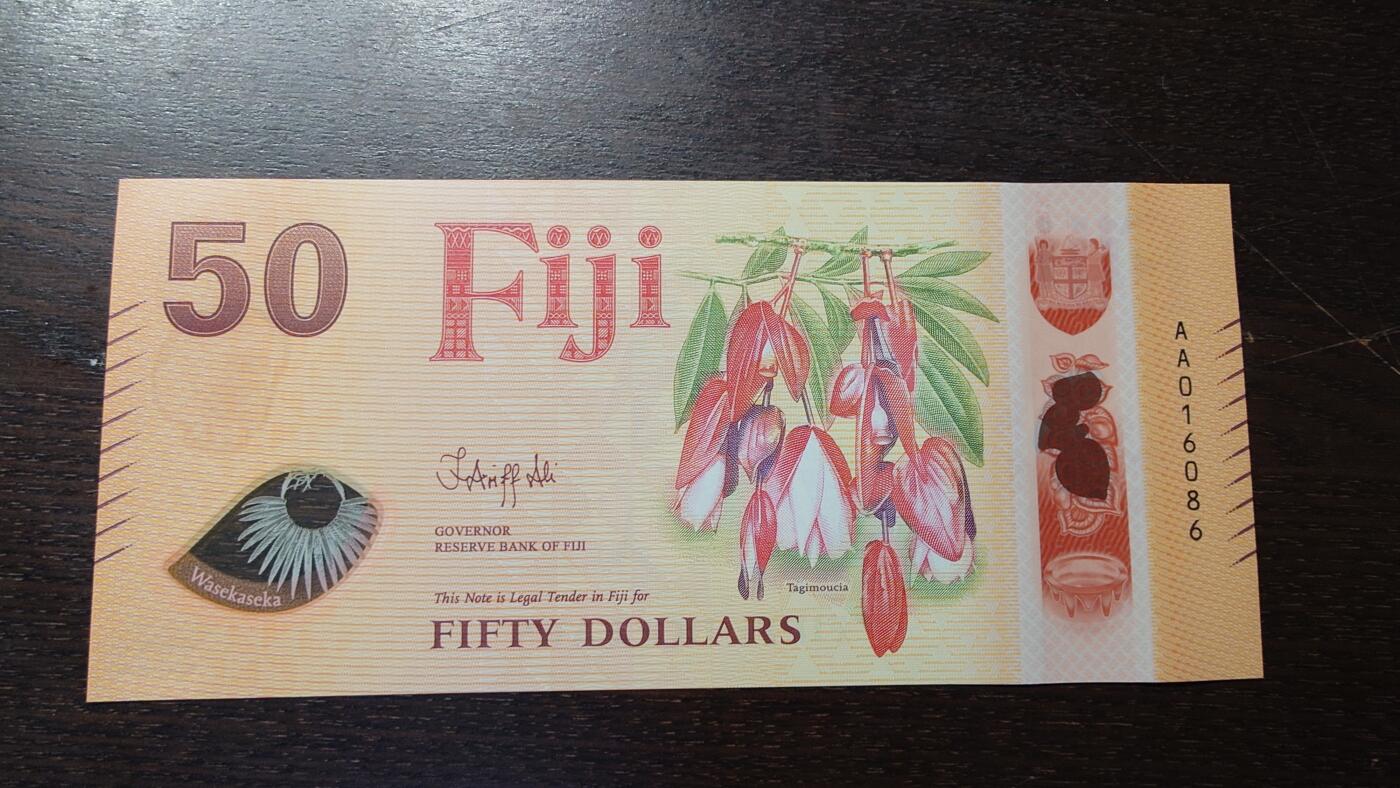 50
Fiji
GOVERNOR
RESERVE BANK OF FIJI
Wasekaseka
Tagimoucia
This Note is Legal Tender in Fiji for
FIFTY DOLLARS
AA016086